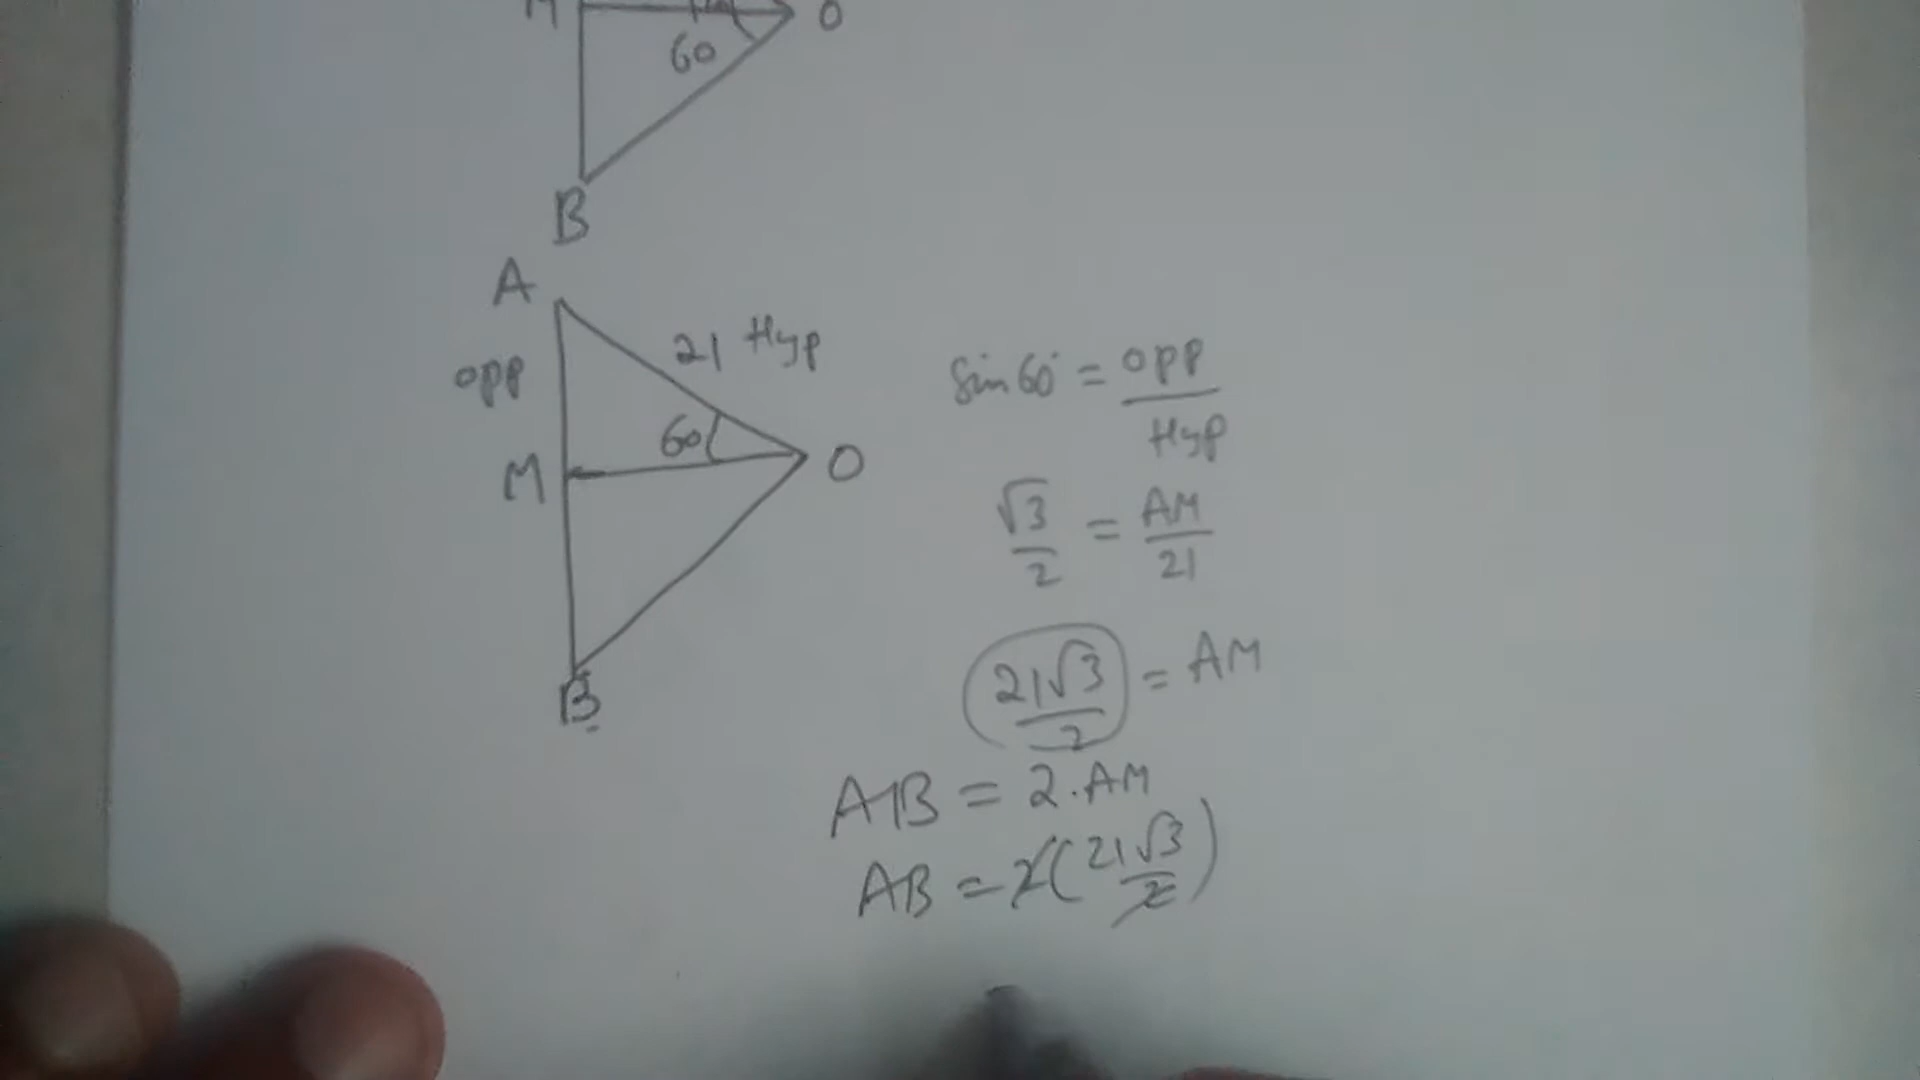 M
O
60
B
A
opp
21 Hyp
60
M
O
B
sin 60° = opp / Hyp
√3 / 2 = AM / 21
21√3 / 2 = AM
AB = 2.AM
AB = 2(21√3 / 2)